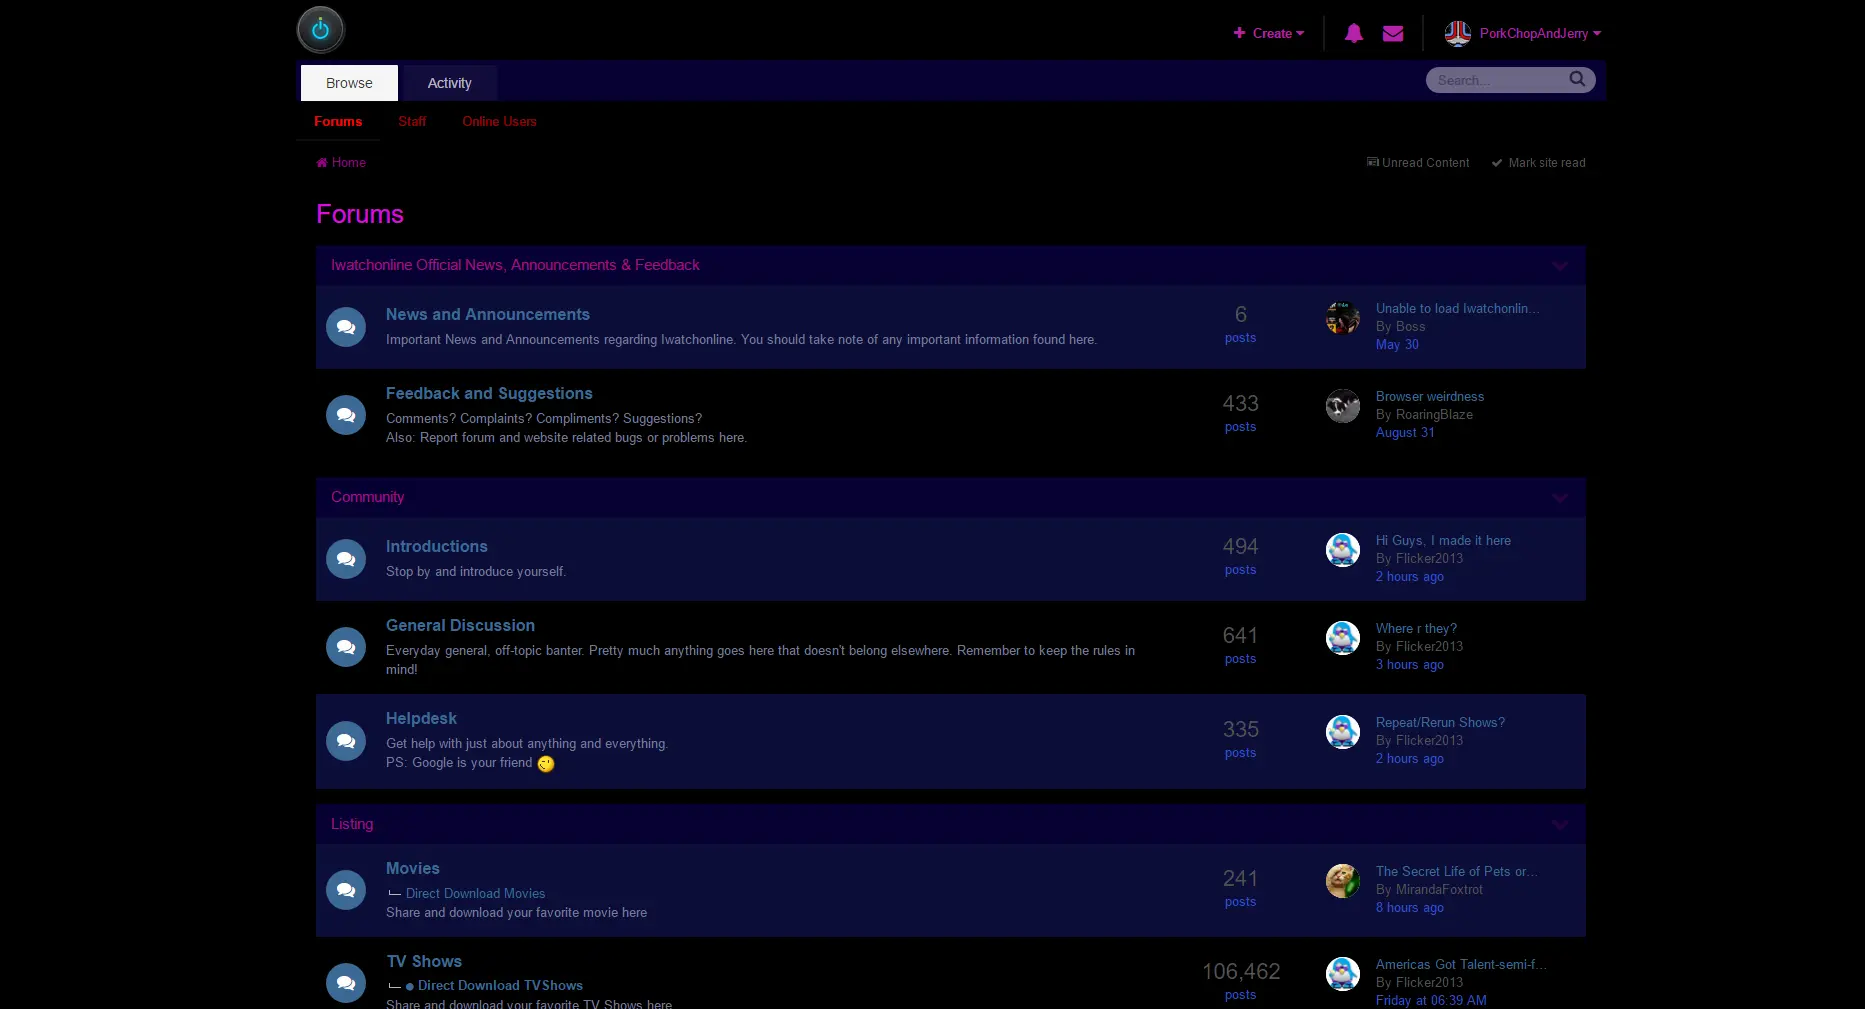 Create
PorkChopAndJerry
Browse
Activity
Search...
Forums
Staff
Online Users
Home
Unread Content
Mark site read
Forums
Iwatchonline Official News, Announcements & Feedback
News and Announcements
Important News and Announcements regarding Iwatchonline. You should take note of any important information found here.
6
posts
Unable to load Iwatchonlin...
By Boss
May 30
Feedback and Suggestions
Comments? Complaints? Compliments? Suggestions?
Also: Report forum and website related bugs or problems here.
433
posts
Browser weirdness
By RoaringBlaze
August 31
Community
Introductions
Stop by and introduce yourself.
494
posts
Hi Guys, I made it here
By Flicker2013
2 hours ago
General Discussion
Everyday general, off-topic banter. Pretty much anything goes here that doesn't belong elsewhere. Remember to keep the rules in
mind!
641
posts
Where r they?
By Flicker2013
3 hours ago
Helpdesk
Get help with just about anything and everything.
PS: Google is your friend
335
posts
Repeat/Rerun Shows?
By Flicker2013
2 hours ago
Listing
Movies
Direct Download Movies
Share and download your favorite movie here
241
posts
The Secret Life of Pets or...
By MirandaFoxtrot
8 hours ago
TV Shows
Direct Download TVShows
Share and download your favorite TV Shows here
106,462
posts
Americas Got Talent-semi-f...
By Flicker2013
Friday at 06:39 AM